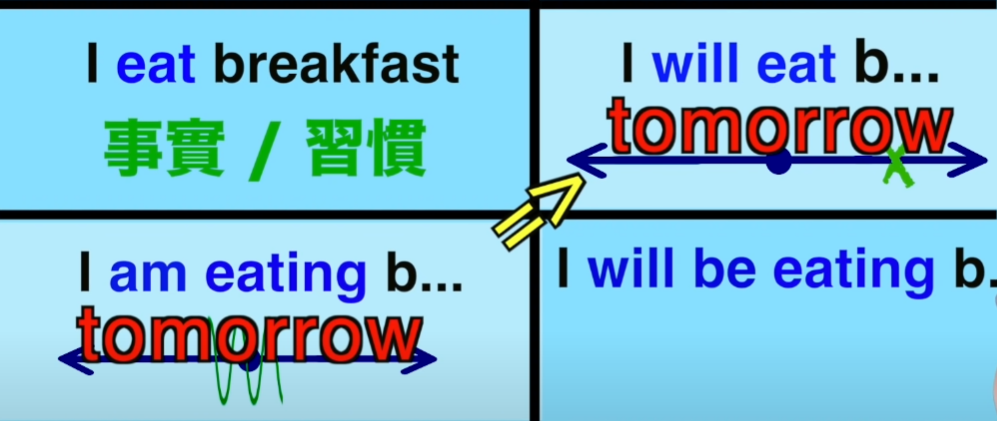 I eat breakfast
事實 / 習慣
I will eat b...
tomorrow
I am eating b...
tomorrow
I will be eating b.